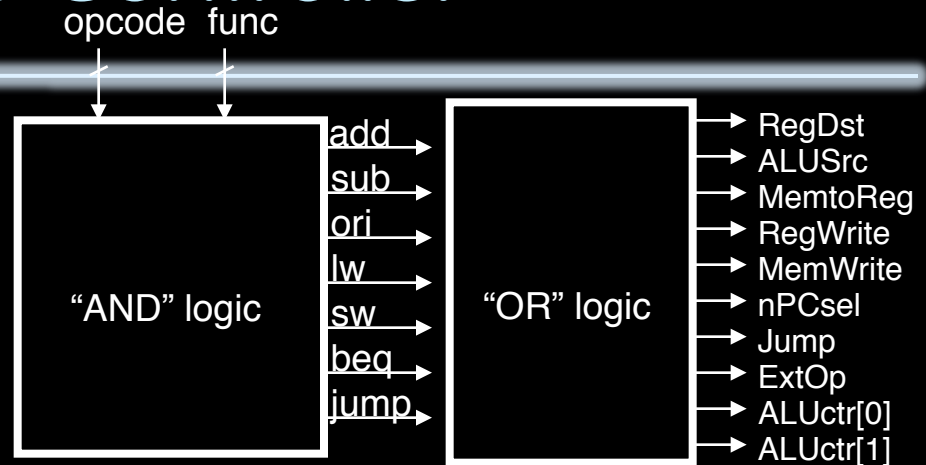 opcode func
add
sub
ori
lw
sw
beq
jump
“AND” logic
“OR” logic
RegDst
ALUSrc
MemtoReg
RegWrite
MemWrite
nPCsel
Jump
ExtOp
ALUctr[0]
ALUctr[1]